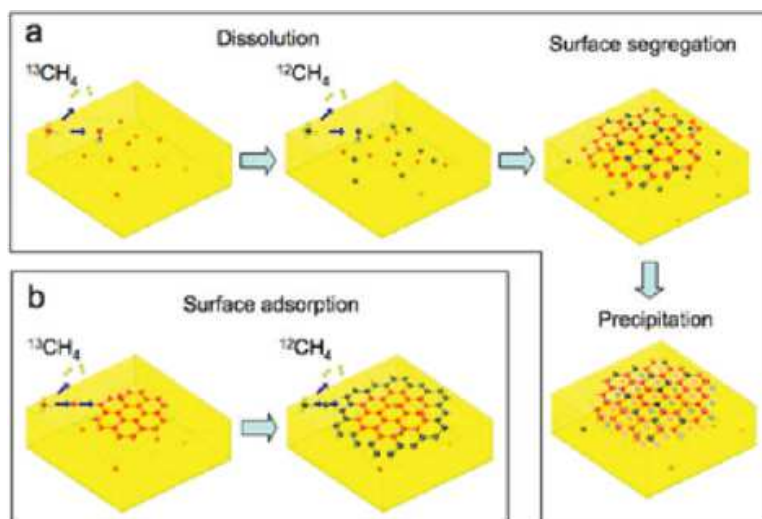 a
Dissolution
Surface segregation
¹³CH₄
¹²CH₄
Precipitation
b
Surface adsorption
¹³CH₄
¹²CH₄